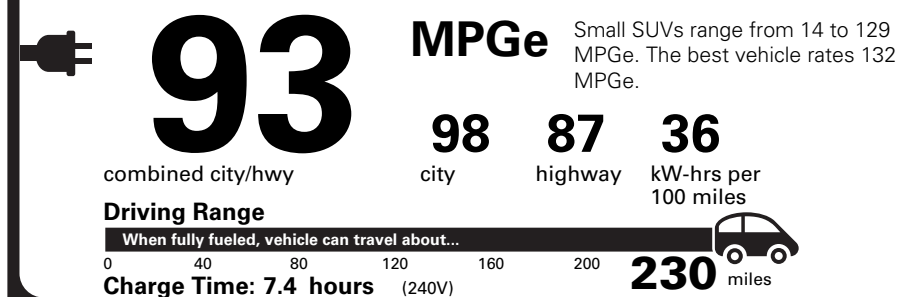 93
MPGe
Small SUVs range from 14 to 129
MPGe. The best vehicle rates 132
MPGe.
98 87 36
combined city/hwy city highway kW-hrs per
100 miles
Driving Range
When fully fueled, vehicle can travel about...
0 40 80 120 160 200 230 miles
Charge Time: 7.4 hours (240V)